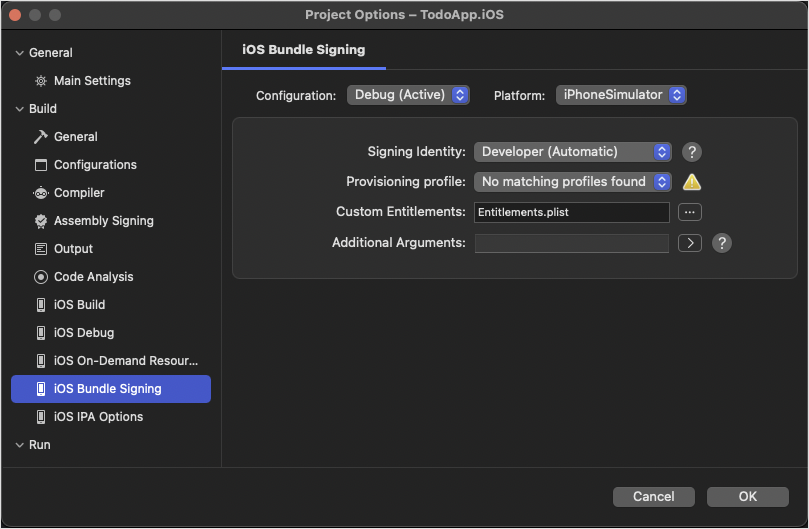 Project Options – TodoApp.iOS
General
Main Settings
Build
General
Configurations
Compiler
Assembly Signing
Output
Code Analysis
iOS Build
iOS Debug
iOS On-Demand Resour...
iOS Bundle Signing
iOS IPA Options
Run
iOS Bundle Signing
Configuration: Debug (Active) Platform: iPhoneSimulator
Signing Identity: Developer (Automatic) ?
Provisioning profile: No matching profiles found
Custom Entitlements: Entitlements.plist ...
Additional Arguments: > ?
Cancel OK